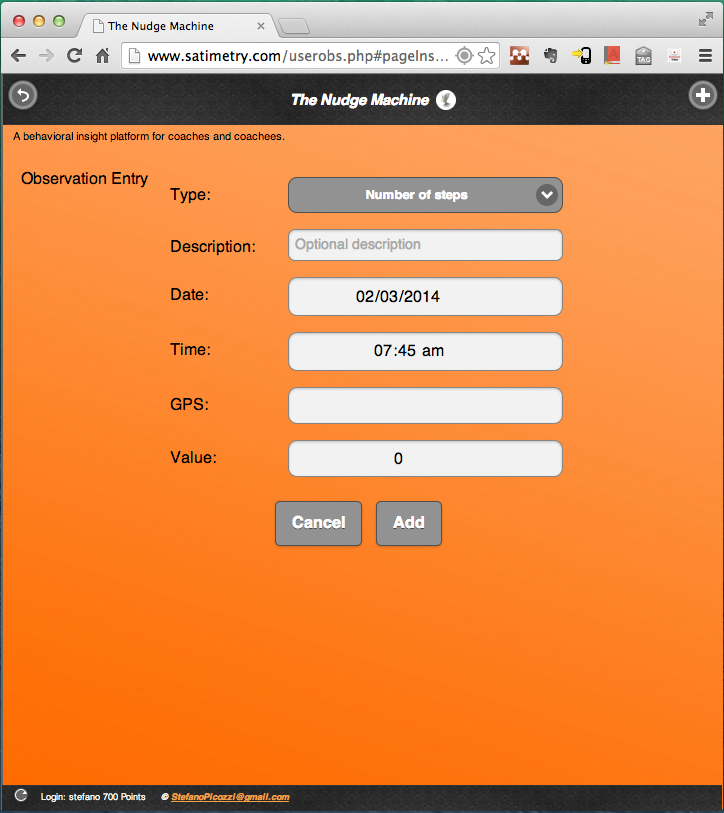 The Nudge Machine
www.satimetry.com/userobs.php#pageIns...
TAG
The Nudge Machine
A behavioral insight platform for coaches and coachees.
Observation Entry
Type: Number of steps
Description: Optional description
Date: 02/03/2014
Time: 07:45 am
GPS:
Value: 0
Cancel Add
Login: stefano 700 Points © StefanoPicozzi@gmail.com